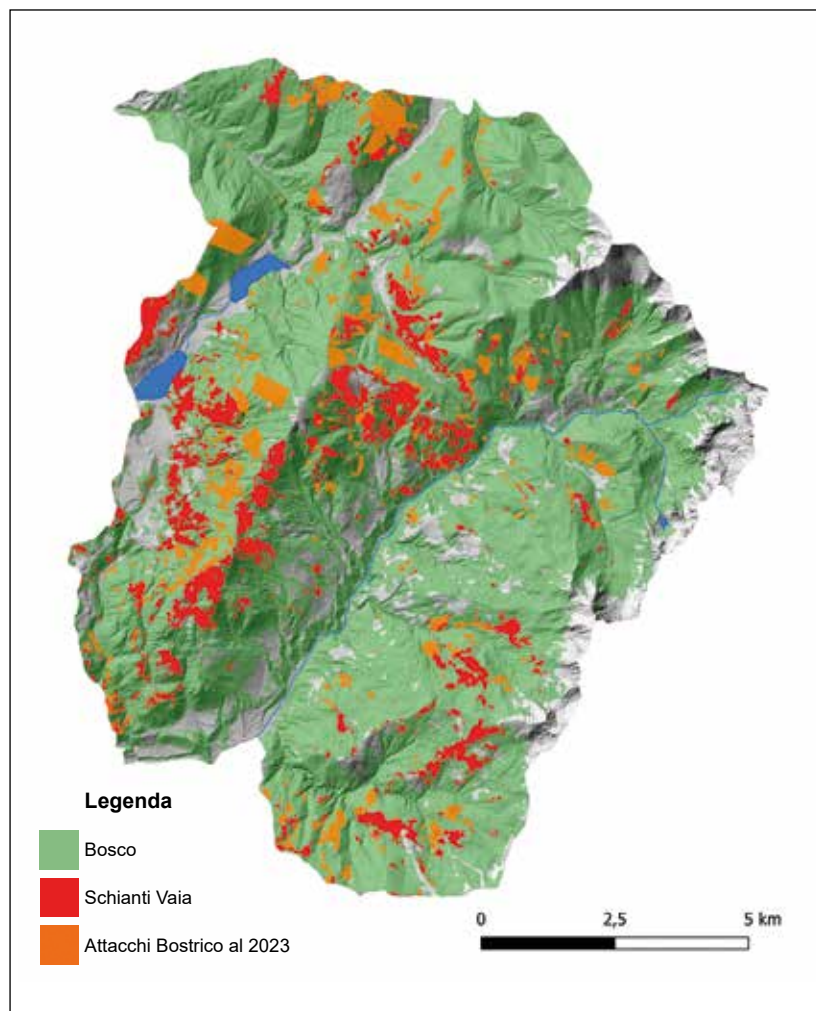 Legenda
Bosco
Schianti Vaia
Attacchi Bostrico al 2023
0 2,5 5 km